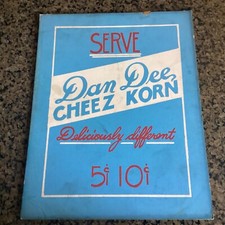 SERVE
Dan Dee
CHEEZ KORN
Deliciously different
5¢ 10¢